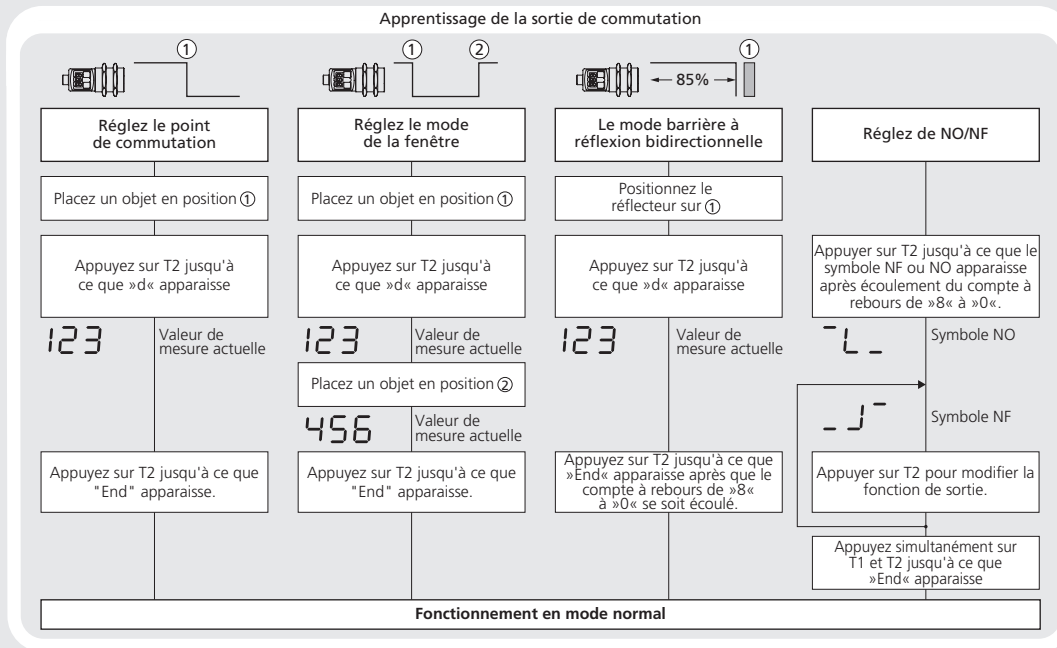 Apprentissage de la sortie de commutation
①
① ②
85%
①
Réglez le point
de commutation
Placez un objet en position ①
Appuyez sur T2 jusqu'à
ce que »d« apparaisse
123
Valeur de
mesure actuelle
Appuyez sur T2 jusqu'à ce que
"End" apparaisse.
Réglez le mode
de la fenêtre
Placez un objet en position ①
Appuyez sur T2 jusqu'à
ce que »d« apparaisse
123
Valeur de
mesure actuelle
Placez un objet en position ②
456
Valeur de
mesure actuelle
Appuyez sur T2 jusqu'à ce que
"End" apparaisse.
Le mode barrière à
réflexion bidirectionnelle
Positionnez le
réflecteur sur ①
Appuyez sur T2 jusqu'à
ce que »d« apparaisse
123
Valeur de
mesure actuelle
Appuyez sur T2 jusqu'à ce que
»End« apparaisse après que le
compte à rebours de »8«
à »0« se soit écoulé.
Réglez de NO/NF
Appuyer sur T2 jusqu'à ce que le
symbole NF ou NO apparaisse
après écoulement du compte à
rebours de »8« à »0«.
Symbole NO
Symbole NF
Appuyer sur T2 pour modifier la
fonction de sortie.
Appuyez simultanément sur
T1 et T2 jusqu'à ce que
»End« apparaisse
Fonctionnement en mode normal